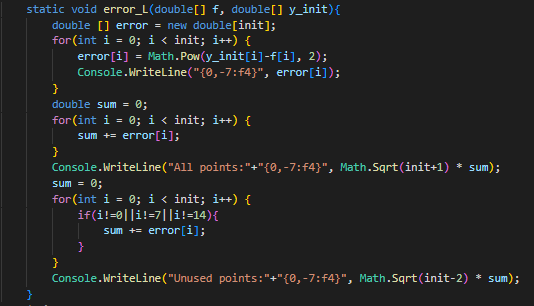 static void error_L(double[] f, double[] y_init){
    double [] error = new double[init];
    for(int i = 0; i < init; i++) {
        error[i] = Math.Pow(y_init[i]-f[i], 2);
        Console.WriteLine("{0,-7:f4}", error[i]);
    }
    double sum = 0;
    for(int i = 0; i < init; i++) {
        sum += error[i];
    }
    Console.WriteLine("All points:"+"{0,-7:f4}", Math.Sqrt(init+1) * sum);
    sum = 0;
    for(int i = 0; i < init; i++) {
        if(i!=0||i!=7||i!=14){
            sum += error[i];
        }
    }
    Console.WriteLine("Unused points:"+"{0,-7:f4}", Math.Sqrt(init-2) * sum);
}